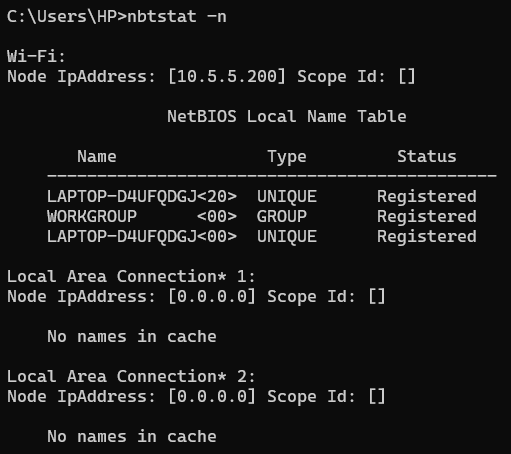 C:\Users\HP>nbtstat -n
Wi-Fi:
Node IpAddress: [10.5.5.200] Scope Id: []
NetBIOS Local Name Table
Name Type Status
---------------------------------------------
LAPTOP-D4UFQDGJ<20> UNIQUE Registered
WORKGROUP <00> GROUP Registered
LAPTOP-D4UFQDGJ<00> UNIQUE Registered
Local Area Connection* 1:
Node IpAddress: [0.0.0.0] Scope Id: []
No names in cache
Local Area Connection* 2:
Node IpAddress: [0.0.0.0] Scope Id: []
No names in cache